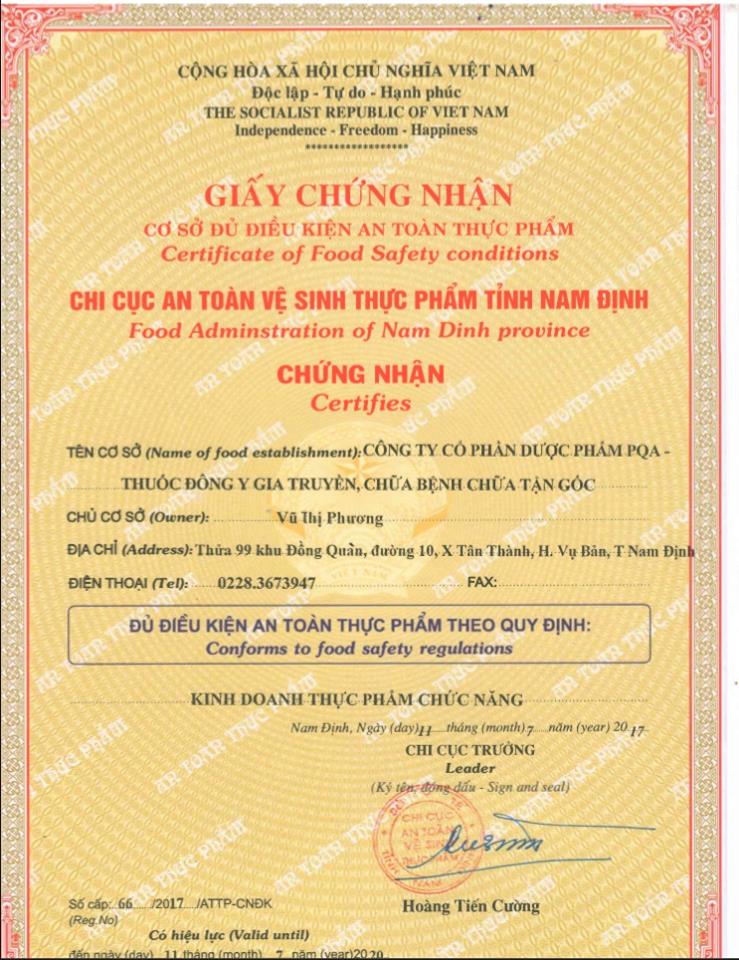 CỘNG HÒA XÃ HỘI CHỦ NGHĨA VIỆT NAM
Độc lập - Tự do - Hạnh phúc
THE SOCIALIST REPUBLIC OF VIET NAM
Independence - Freedom - Happiness
******************
GIẤY CHỨNG NHẬN
CƠ SỞ ĐỦ ĐIỀU KIỆN AN TOÀN THỰC PHẨM
Certificate of Food Safety conditions
CHI CỤC AN TOÀN VỆ SINH THỰC PHẨM TỈNH NAM ĐỊNH
Food Adminstration of Nam Dinh province
CHỨNG NHẬN
Certifies
TÊN CƠ SỞ (Name of food establishment): CÔNG TY CỔ PHẦN DƯỢC PHẨM PQA -
THUỐC ĐÔNG Y GIA TRUYỀN, CHỮA BỆNH CHỮA TẬN GỐC
CHỦ CƠ SỞ (Owner): Vũ Thị Phương
ĐỊA CHỈ (Address): Thửa 99 khu Đồng Quần, đường 10, X Tân Thành, H. Vụ Bản, T Nam Định
ĐIỆN THOẠI (Tel): 0228.3673947 FAX:
ĐỦ ĐIỀU KIỆN AN TOÀN THỰC PHẨM THEO QUY ĐỊNH:
Conforms to food safety regulations
KINH DOANH THỰC PHẨM CHỨC NĂNG
Nam Định, Ngày (day) 11 tháng (month) 7 năm (year) 2017
CHI CỤC TRƯỞNG
Leader
(Ký tên, đóng dấu - Sign and seal)
CHI CỤC
AN TOÀN
VỆ SINH
THỰC PHẨM
Số cấp: 66 /2017 /ATTP-CNĐK
(Reg.No)
Hoàng Tiến Cường
Có hiệu lực (Valid until)
đến ngày (day) 11 tháng (month) 7 năm (year) 2020